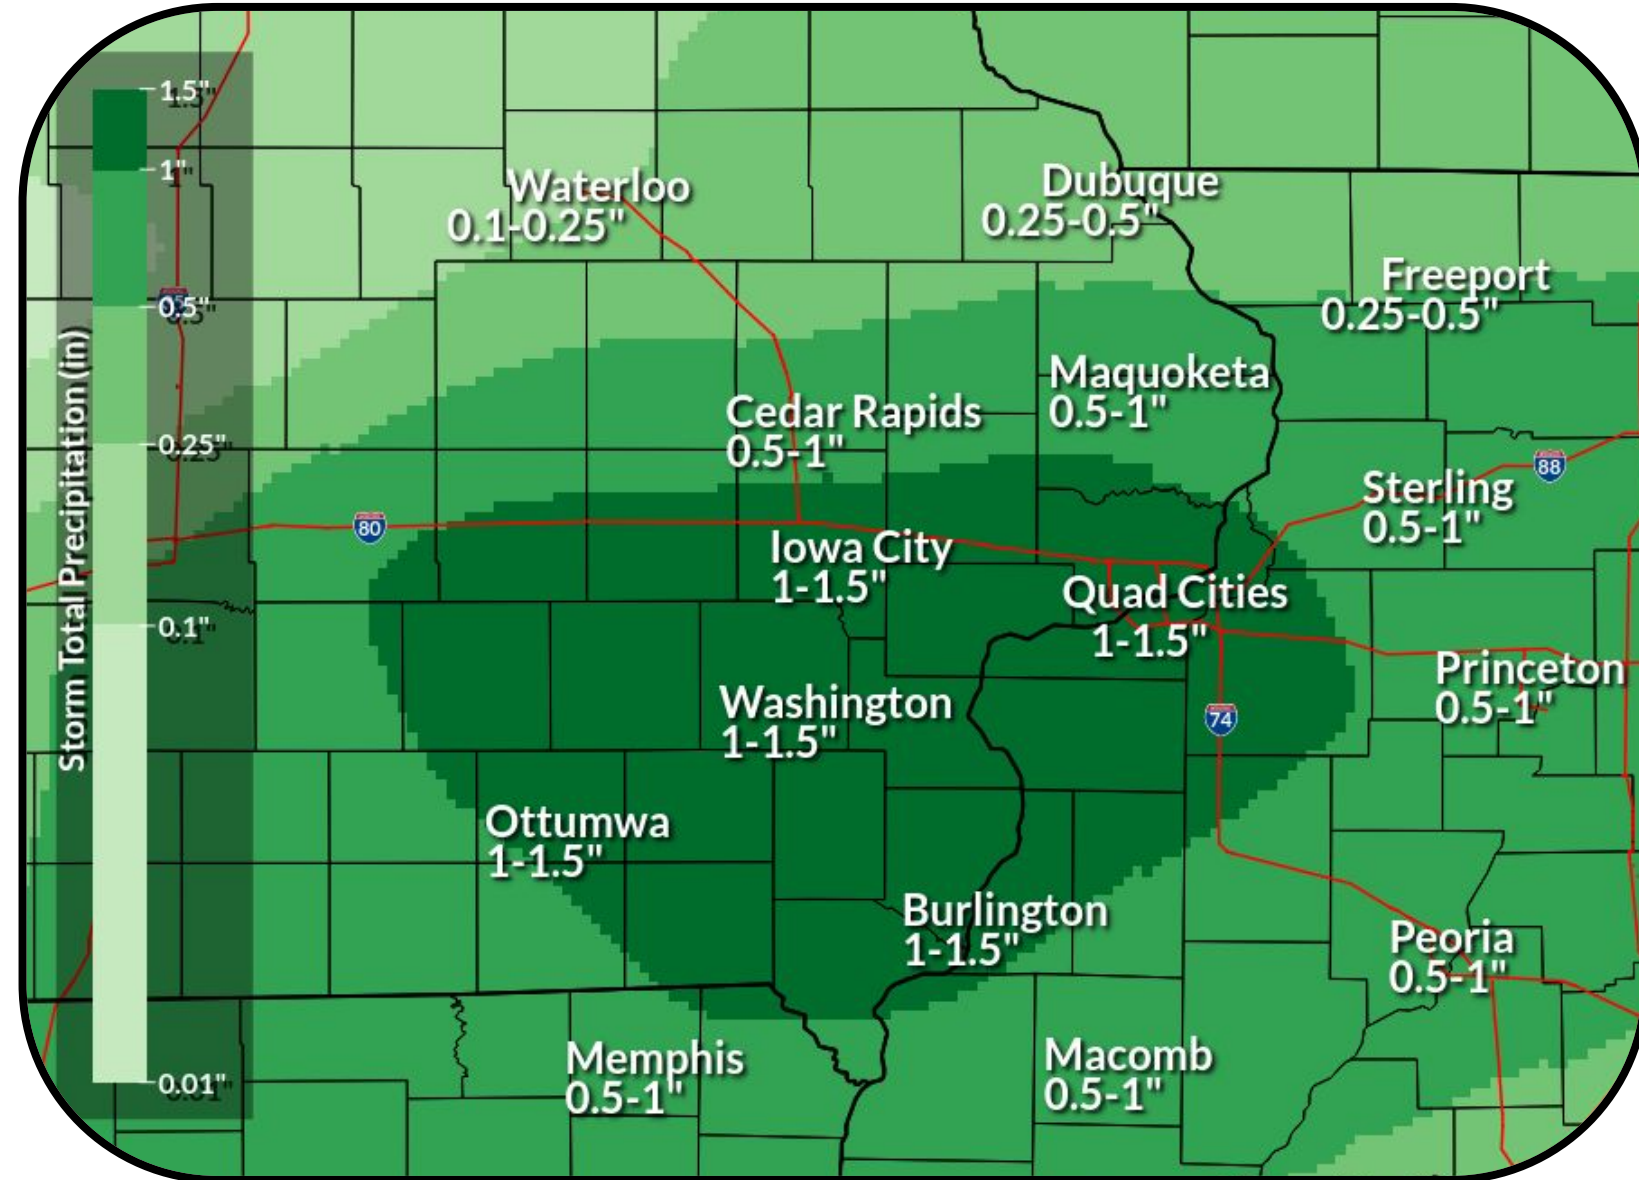 Storm Total Precipitation (in)
1.5"
1"
0.5"
0.25"
0.1"
0.01"
Waterloo
0.1-0.25"
Dubuque
0.25-0.5"
Freeport
0.25-0.5"
Maquoketa
0.5-1"
Cedar Rapids
0.5-1"
88
Sterling
0.5-1"
80
Iowa City
1-1.5"
Quad Cities
1-1.5"
Princeton
0.5-1"
Washington
1-1.5"
74
Ottumwa
1-1.5"
Burlington
1-1.5"
Peoria
0.5-1"
Memphis
0.5-1"
Macomb
0.5-1"